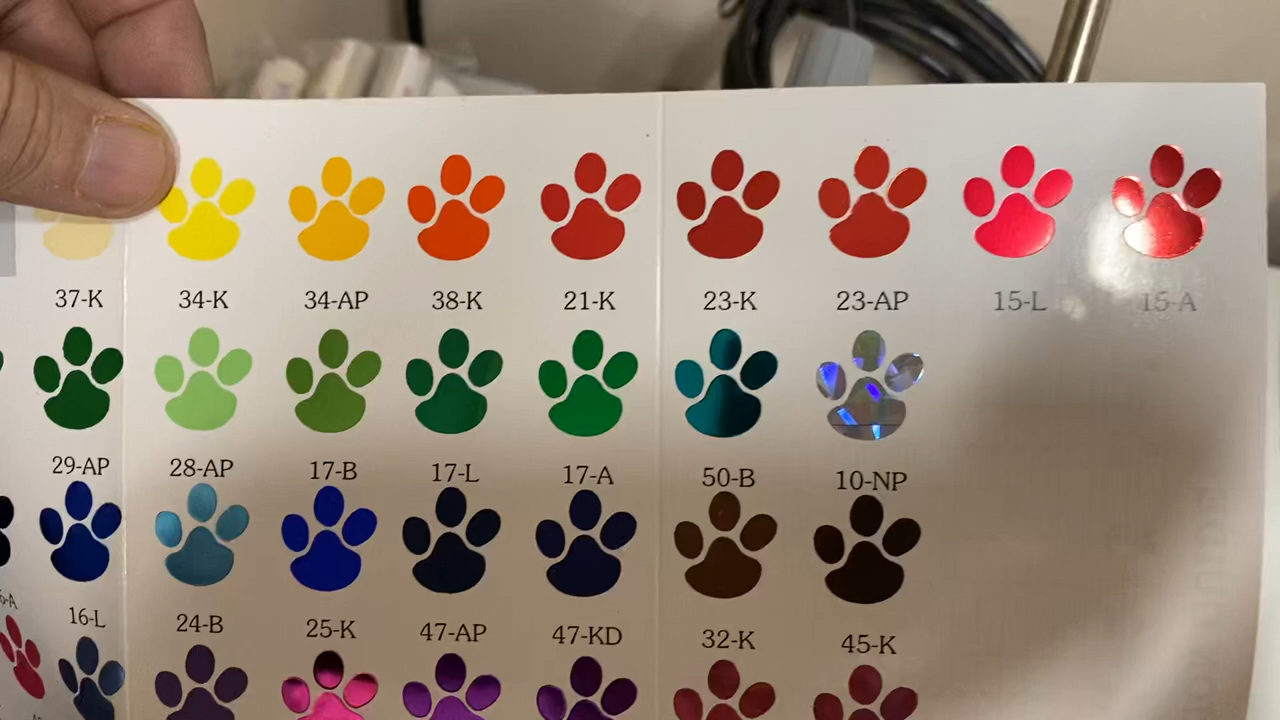 37-K 34-K 34-AP 38-K 21-K 23-K 23-AP 15-L 15-A
29-AP 28-AP 17-B 17-L 17-A 50-B 10-NP
16-L 24-B 25-K 47-AP 47-KD 32-K 45-K